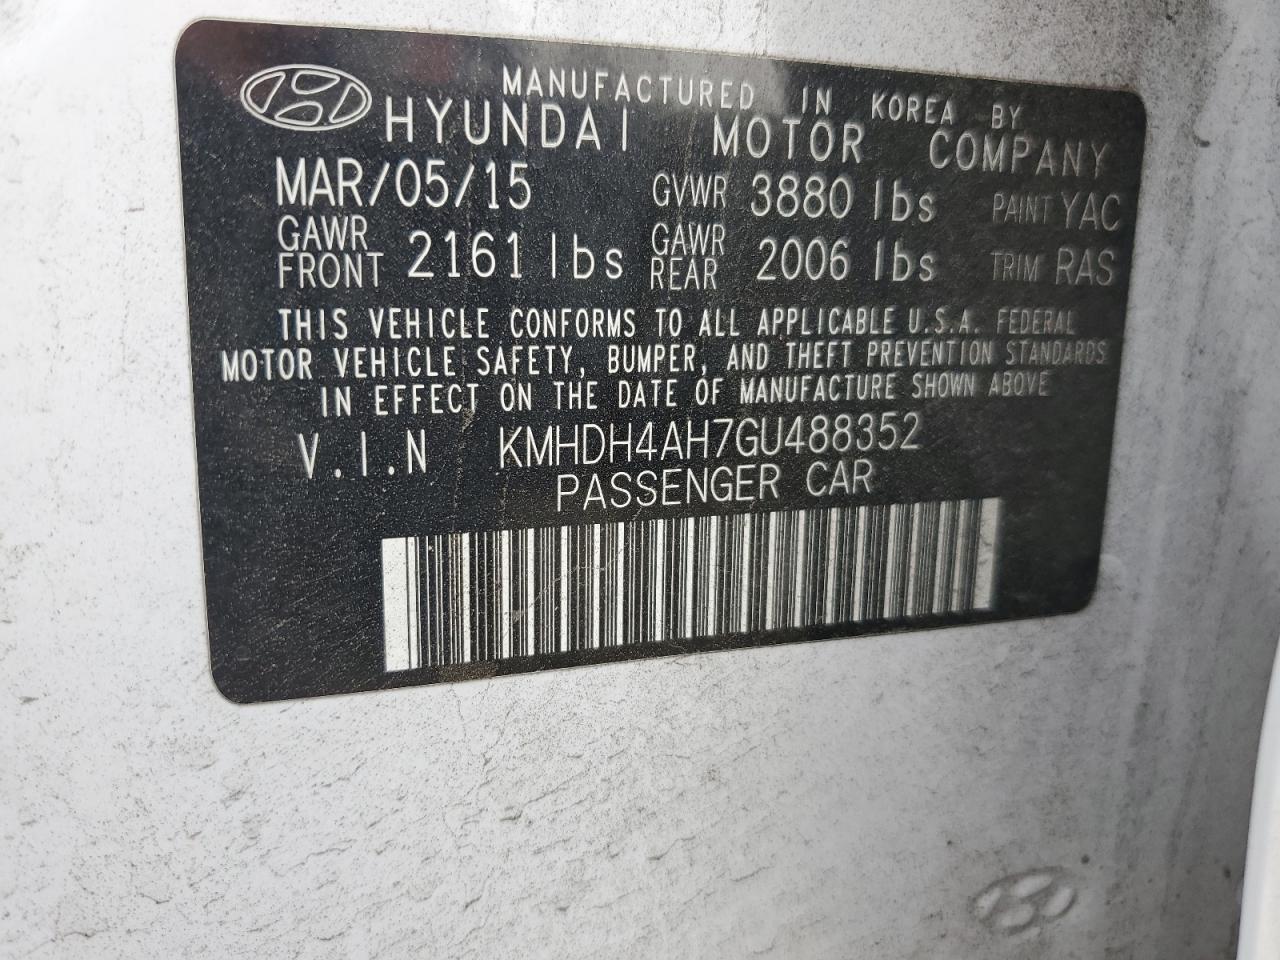 MANUFACTURED IN KOREA BY
HYUNDAI MOTOR COMPANY
MAR/05/15 GVWR 3880 lbs PAINT YAC
GAWR FRONT 2161 lbs GAWR REAR 2006 lbs TRIM RAS
THIS VEHICLE CONFORMS TO ALL APPLICABLE U.S.A. FEDERAL
MOTOR VEHICLE SAFETY, BUMPER, AND THEFT PREVENTION STANDARDS
IN EFFECT ON THE DATE OF MANUFACTURE SHOWN ABOVE
V.I.N KMHDH4AH7GU488352
PASSENGER CAR